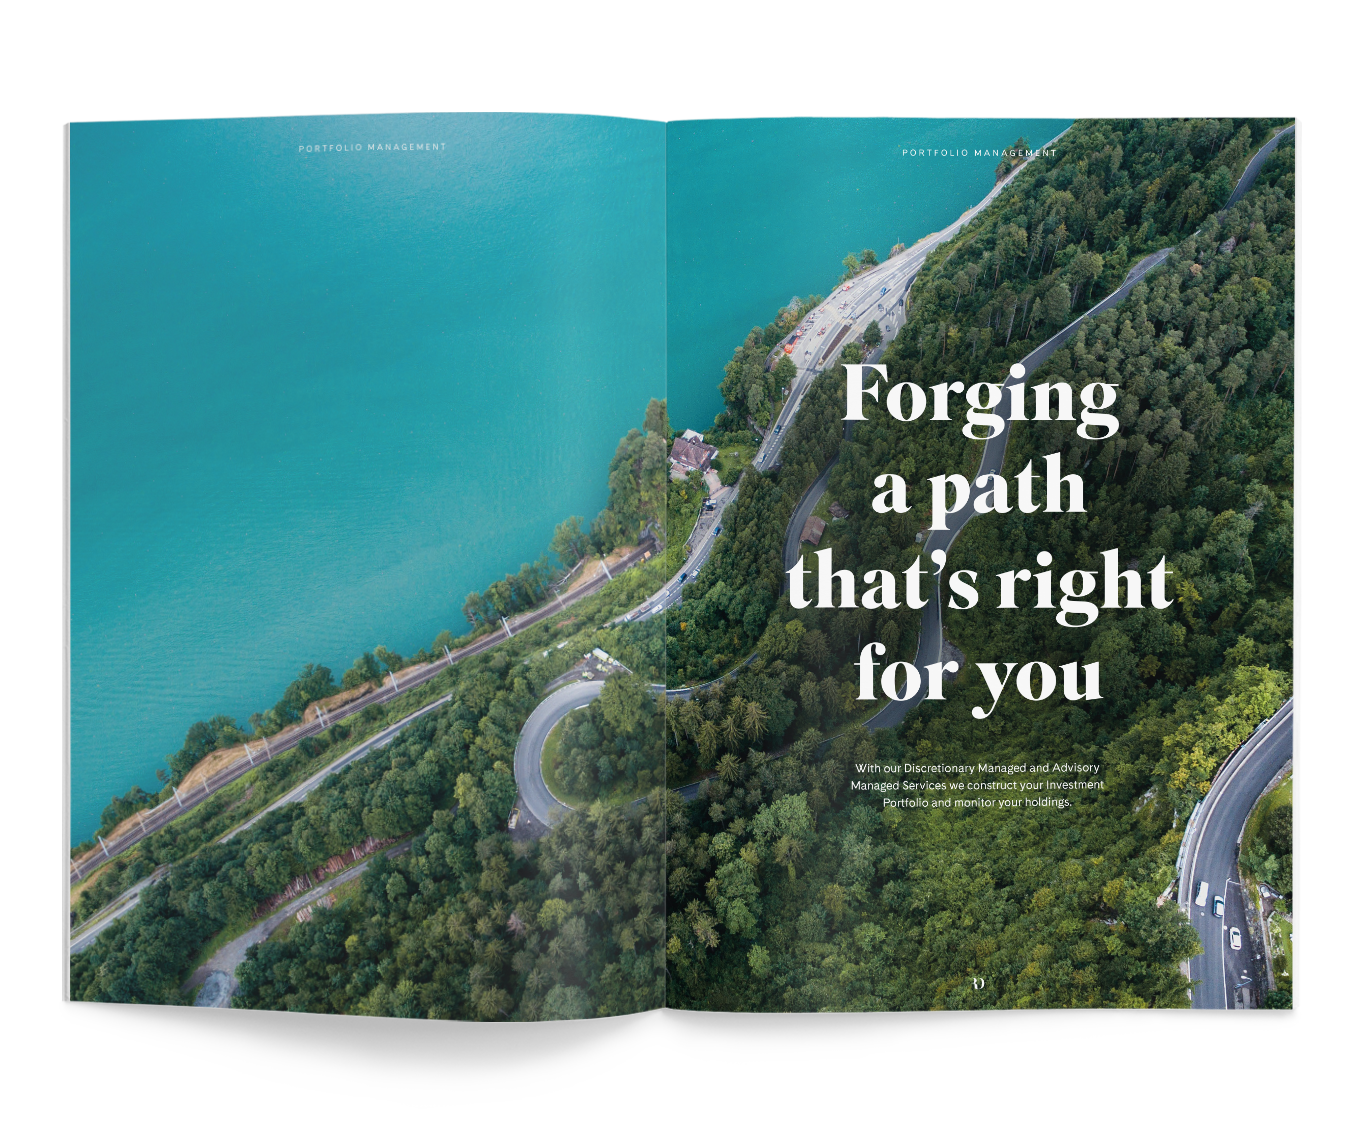 PORTFOLIO MANAGEMENT
PORTFOLIO MANAGEMENT
Forging
a path
that’s right
for you
With our Discretionary Managed and Advisory
Managed Services we construct your Investment
Portfolio and monitor your holdings.